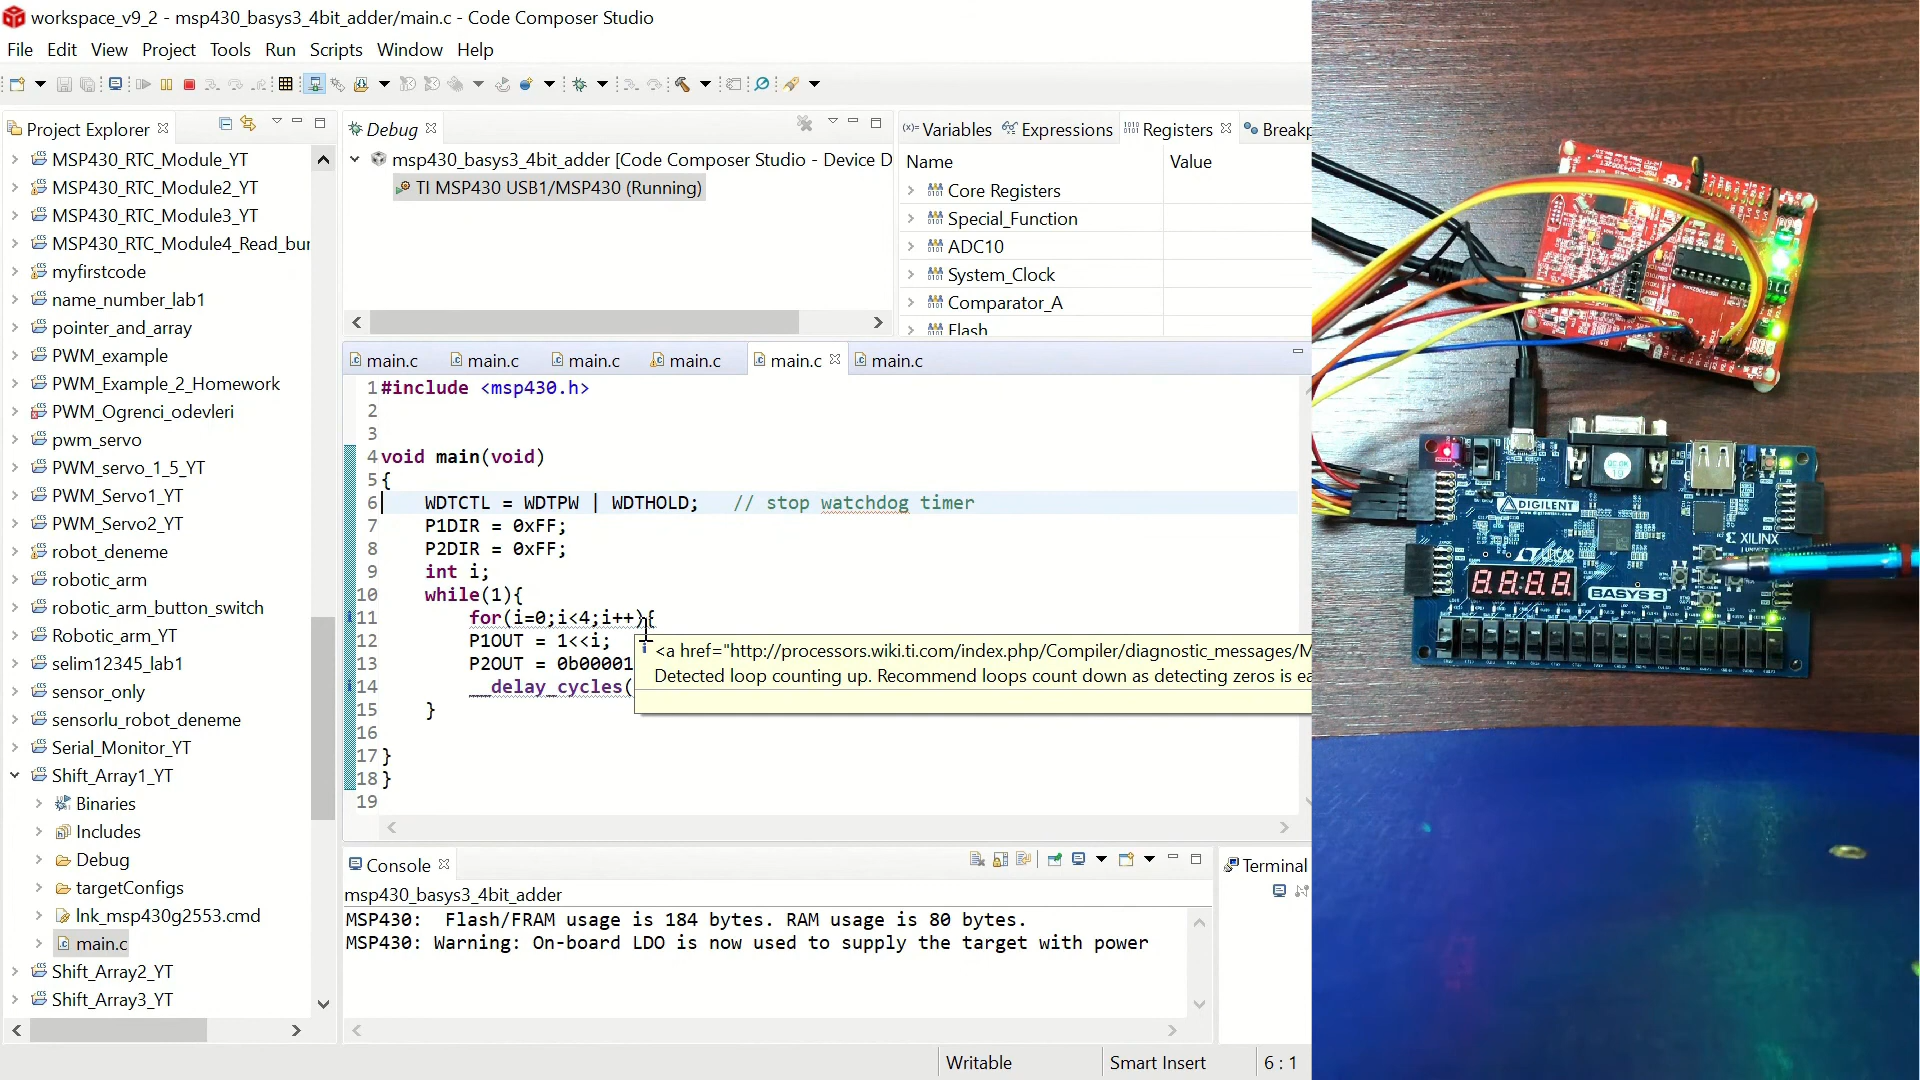 workspace_v9_2 - msp430_basys3_4bit_adder/main.c - Code Composer Studio
File Edit View Project Tools Run Scripts Window Help
Project Explorer
MSP430_RTC_Module_YT
MSP430_RTC_Module2_YT
MSP430_RTC_Module3_YT
MSP430_RTC_Module4_Read_bur
myfirstcode
name_number_lab1
pointer_and_array
PWM_example
PWM_Example_2_Homework
PWM_Ogrenci_odevleri
pwm_servo
PWM_servo_1_5_YT
PWM_Servo1_YT
PWM_Servo2_YT
robot_deneme
robotic_arm
robotic_arm_button_switch
Robotic_arm_YT
selim12345_lab1
sensor_only
sensorlu_robot_deneme
Serial_Monitor_YT
Shift_Array1_YT
Binaries
Includes
Debug
targetConfigs
lnk_msp430g2553.cmd
main.c
Shift_Array2_YT
Shift_Array3_YT
Debug
msp430_basys3_4bit_adder [Code Composer Studio - Device D
TI MSP430 USB1/MSP430 (Running)
Variables Expressions Registers Breakp
Name Value
Core Registers
Special_Function
ADC10
System_Clock
Comparator_A
Flash
main.c main.c main.c main.c main.c main.c
1 #include <msp430.h>
2
3
4 void main(void)
5 {
6 WDTCTL = WDTPW | WDTHOLD; // stop watchdog timer
7 P1DIR = 0xFF;
8 P2DIR = 0xFF;
9 int i;
10 while(1){
11 for(i=0;i<4;i++){
12 P1OUT = 1<<i;
13 P2OUT = 0b00001
14 __delay_cycles(
15 }
16
17 }
18 }
19
<a href="http://processors.wiki.ti.com/index.php/Compiler/diagnostic_messages/M
Detected loop counting up. Recommend loops count down as detecting zeros is ea
Console
msp430_basys3_4bit_adder
MSP430: Flash/FRAM usage is 184 bytes. RAM usage is 80 bytes.
MSP430: Warning: On-board LDO is now used to supply the target with power
Terminal
Writable Smart Insert 6 : 1
DIGILENT
XILINX
BASYS 3
8.8.8.8.